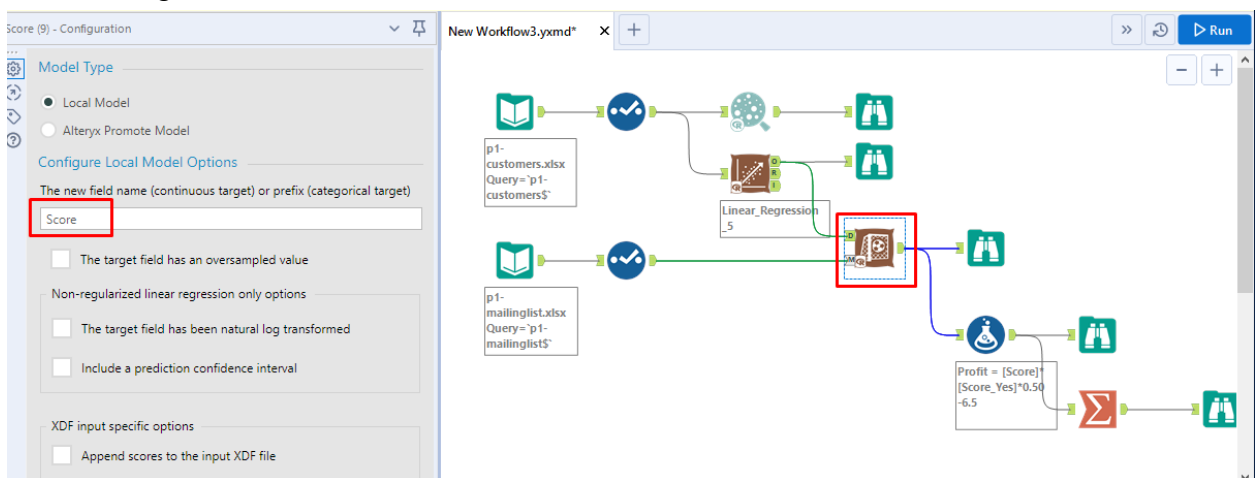 Score (9) - Configuration
New Workflow3.yxmd*
Run
Model Type
Local Model
Alteryx Promote Model
Configure Local Model Options
The new field name (continuous target) or prefix (categorical target)
Score
The target field has an oversampled value
Non-regularized linear regression only options
The target field has been natural log transformed
Include a prediction confidence interval
XDF input specific options
Append scores to the input XDF file
p1-
customers.xlsx
Query=`p1-
customers$`
O
R
I
Linear_Regression
_5
D
M
p1-
mailinglist.xlsx
Query=`p1-
mailinglist$`
Profit = [Score]*
[Score_Yes]*0.50
-6.5